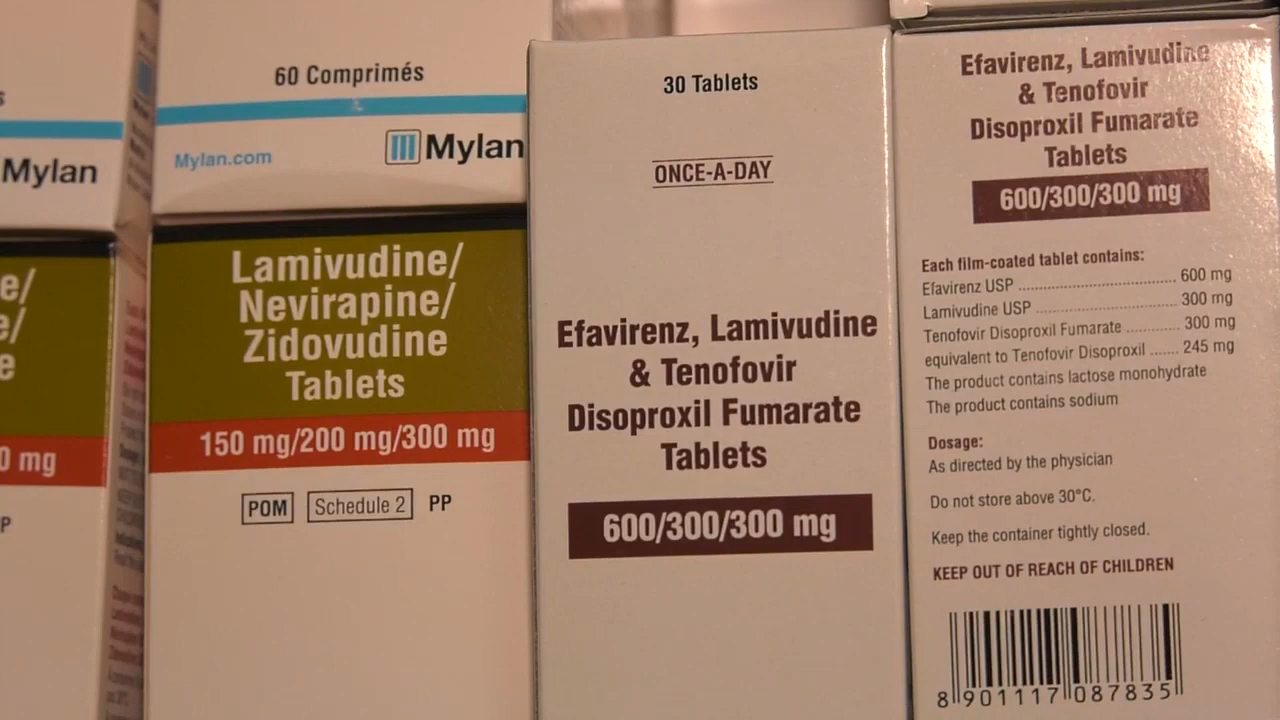 Mylan
e/
e/
e
0 mg
P
60 Comprimés
Mylan.com
Mylan
Lamivudine/
Nevirapine/
Zidovudine
Tablets
150 mg/200 mg/300 mg
POM Schedule 2 PP
30 Tablets
ONCE-A-DAY
Efavirenz, Lamivudine
& Tenofovir
Disoproxil Fumarate
Tablets
600/300/300 mg
Efavirenz, Lamivudine
& Tenofovir
Disoproxil Fumarate
Tablets
600/300/300 mg
Each film-coated tablet contains:
Efavirenz USP ........................................ 600 mg
Lamivudine USP .................................... 300 mg
Tenofovir Disoproxil Fumarate ............ 300 mg
equivalent to Tenofovir Disoproxil ....... 245 mg
The product contains lactose monohydrate
The product contains sodium
Dosage:
As directed by the physician
Do not store above 30°C.
Keep the container tightly closed.
KEEP OUT OF REACH OF CHILDREN
8 901117 087835